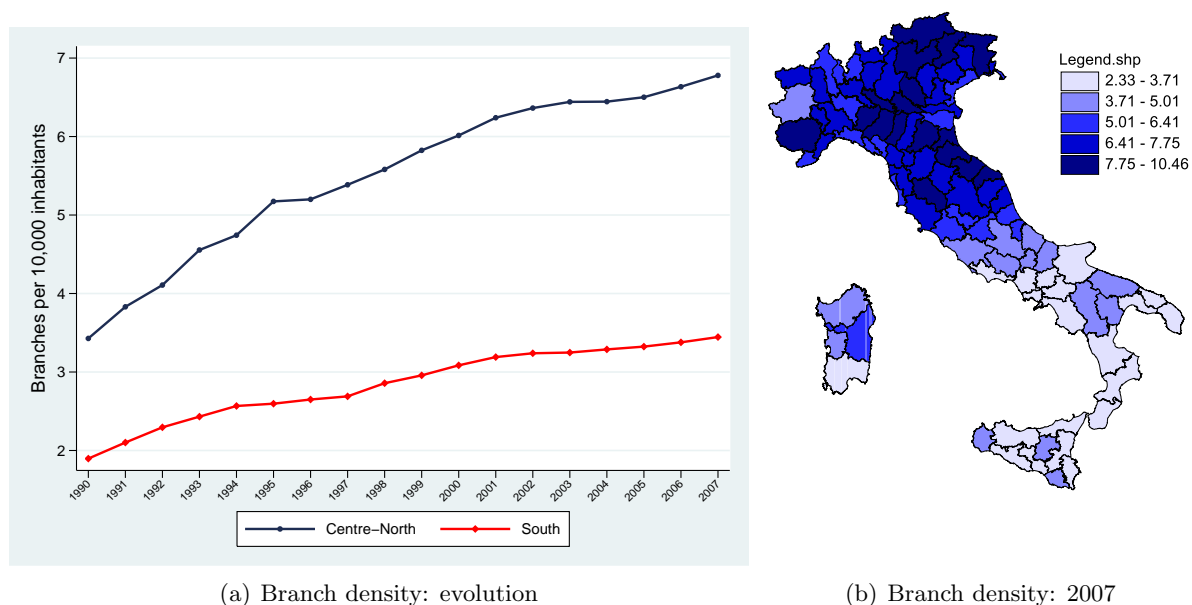 Branches per 10,000 inhabitants
7
6
5
4
3
2
1990 1991 1992 1993 1994 1995 1996 1997 1998 1999 2000 2001 2002 2003 2004 2005 2006 2007
Centre−North South
(a) Branch density: evolution
Legend.shp
2.33 - 3.71
3.71 - 5.01
5.01 - 6.41
6.41 - 7.75
7.75 - 10.46
(b) Branch density: 2007